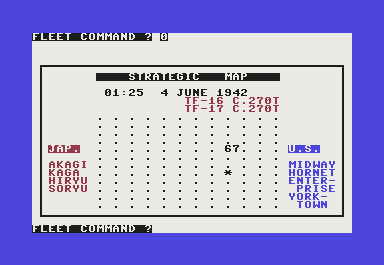 FLEET COMMAND ? 0
STRATEGIC MAP
01:25 4 JUNE 1942
TF-16 C.270T
TF-17 C.270T
67
JAP. U.S.
AKAGI MIDWAY
KAGA * HORNET
HIRYU ENTER-
SORYU PRISE
YORK-
TOWN
FLEET COMMAND ?